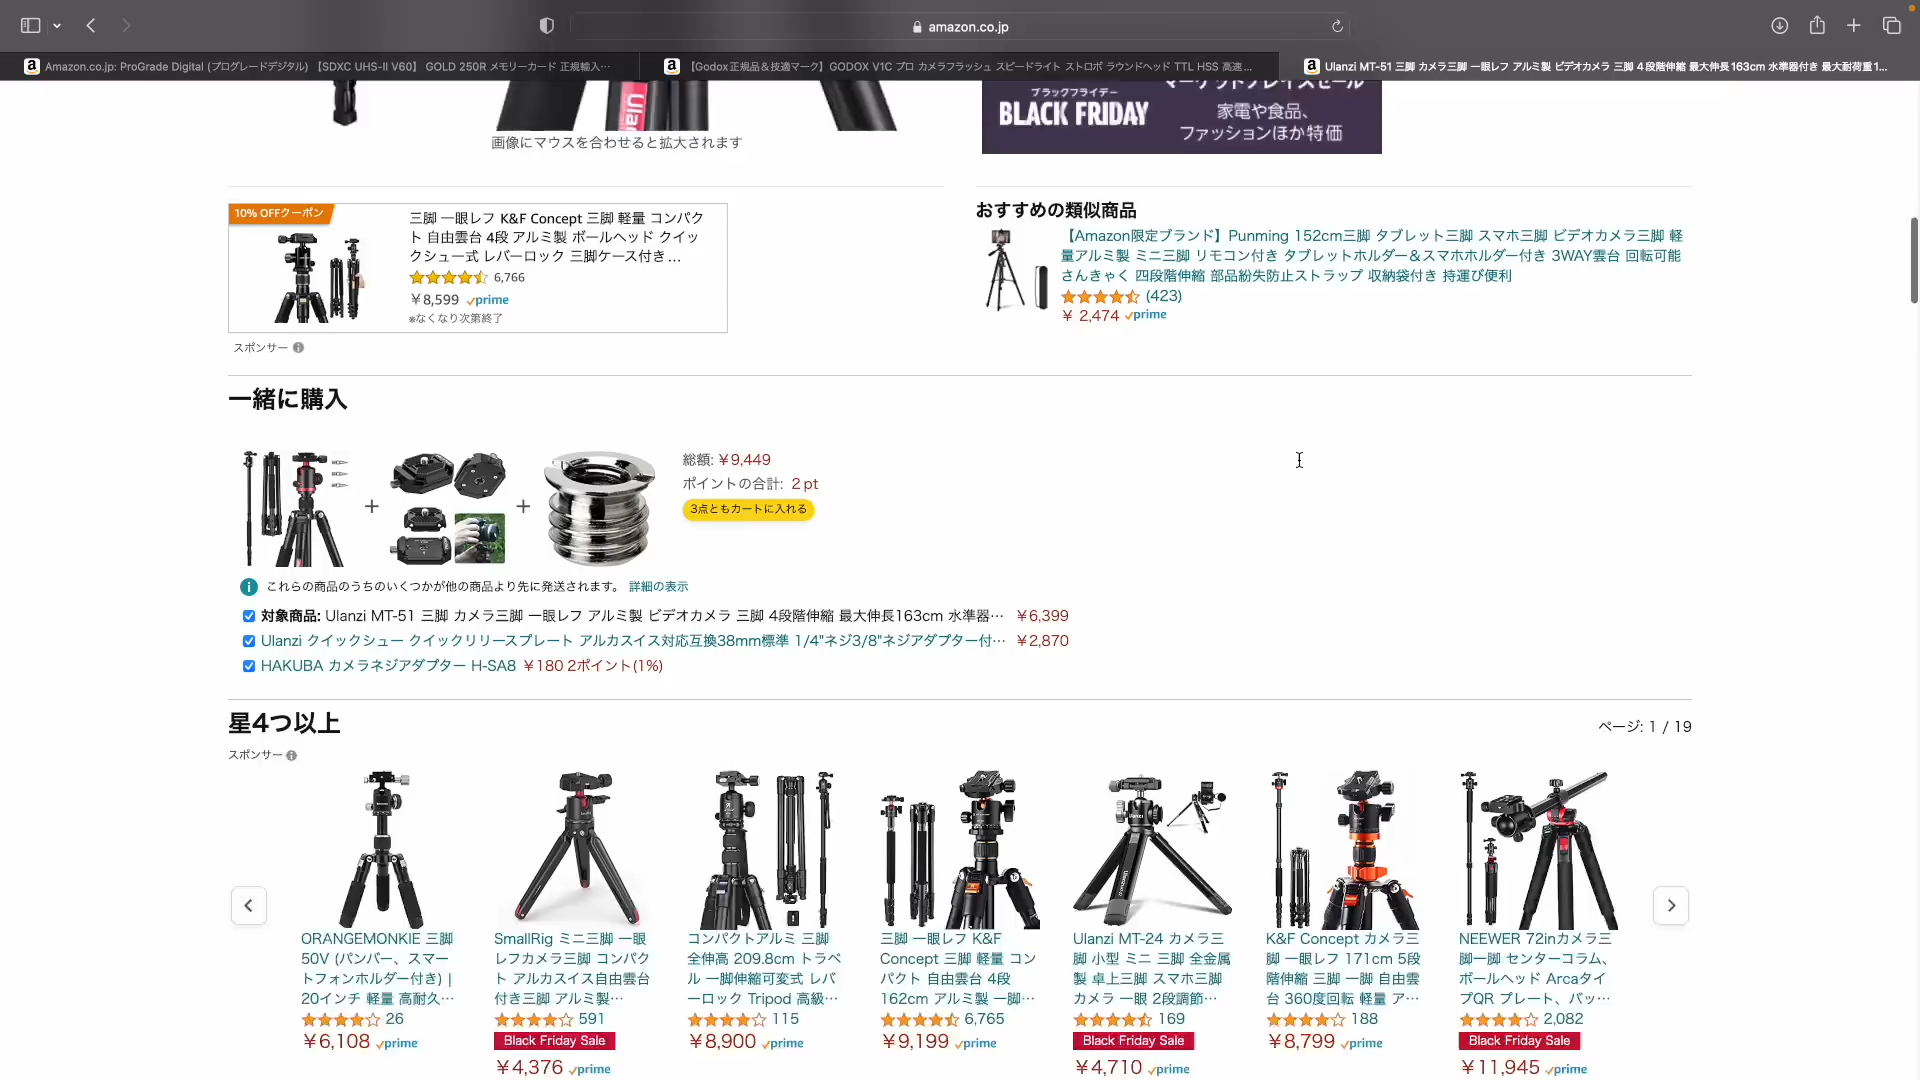 amazon.co.jp
Amazon.co.jp: ProGrade Digital (プログレードデジタル) 【SDXC UHS-II V60】 GOLD 250R メモリーカード 正規輸入…
【Godox正規品＆技適マーク】GODOX V1C プロ カメラフラッシュ スピードライト ストロボ ラウンドヘッド TTL HSS 高速…
Ulanzi MT-51 三脚 カメラ三脚 一眼レフ アルミ製 ビデオカメラ 三脚 4段階伸縮 最大伸長163cm 水準器付き 最大耐荷重1…
マーケットプレイスセール
ブラックフライデー
BLACK FRIDAY
家電や食品、
ファッションほか特価
画像にマウスを合わせると拡大されます
10% OFFクーポン
三脚 一眼レフ K&F Concept 三脚 軽量 コンパク
ト 自由雲台 4段 アルミ製 ボールヘッド クイッ
クシュー式 レバーロック 三脚ケース付き…
6,766
￥8,599 prime
※なくなり次第終了
スポンサー
おすすめの類似商品
【Amazon限定ブランド】Punming 152cm三脚 タブレット三脚 スマホ三脚 ビデオカメラ三脚 軽
量アルミ製 ミニ三脚 リモコン付き タブレットホルダー＆スマホホルダー付き 3WAY雲台 回転可能
さんきゃく 四段階伸縮 部品紛失防止ストラップ 収納袋付き 持運び便利
(423)
￥ 2,474 prime
一緒に購入
総額: ￥9,449
ポイントの合計: 2 pt
3点ともカートに入れる
これらの商品のうちのいくつかが他の商品より先に発送されます。 詳細の表示
対象商品: Ulanzi MT-51 三脚 カメラ三脚 一眼レフ アルミ製 ビデオカメラ 三脚 4段階伸縮 最大伸長163cm 水準器… ￥6,399
Ulanzi クイックシュー クイックリリースプレート アルカスイス対応互換38mm標準 1/4"ネジ3/8"ネジアダプター付… ￥2,870
HAKUBA カメラネジアダプター H-SA8 ￥180 2ポイント(1%)
星4つ以上
ページ: 1 / 19
スポンサー
ORANGEMONKIE 三脚
50V (バンパー、スマー
トフォンホルダー付き) |
20インチ 軽量 高耐久…
26
￥6,108 prime
SmallRig ミニ三脚 一眼
レフカメラ三脚 コンパク
ト アルカスイス自由雲台
付き三脚 アルミ製…
591
Black Friday Sale
￥4,376 prime
コンパクトアルミ 三脚
全伸高 209.8cm トラベ
ル 一脚伸縮可変式 レバ
ーロック Tripod 高級…
115
￥8,900 prime
三脚 一眼レフ K&F
Concept 三脚 軽量 コン
パクト 自由雲台 4段
162cm アルミ製 一脚…
6,765
￥9,199 prime
Ulanzi MT-24 カメラ三
脚 小型 ミニ 三脚 全金属
製 卓上三脚 スマホ三脚
カメラ 一眼 2段調節…
169
Black Friday Sale
￥4,710 prime
K&F Concept カメラ三
脚 一眼レフ 171cm 5段
階伸縮 三脚 一脚 自由雲
台 360度回転 軽量 ア…
188
￥8,799 prime
NEEWER 72inカメラ三
脚一脚 センターコラム、
ボールヘッド Arcaタイ
プQR プレート、バッ…
2,082
Black Friday Sale
￥11,945 prime